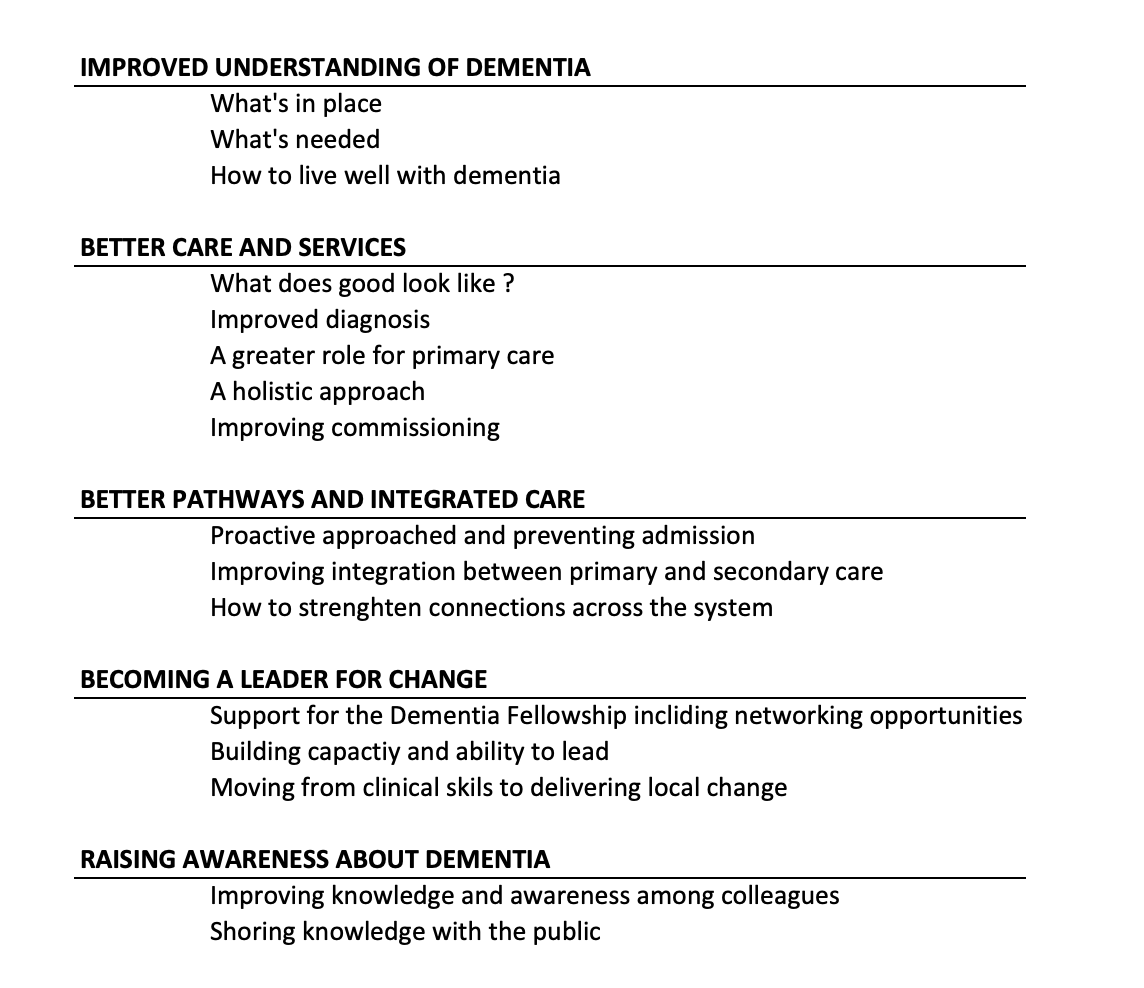 IMPROVED UNDERSTANDING OF DEMENTIA
What's in place
What's needed
How to live well with dementia
BETTER CARE AND SERVICES
What does good look like ?
Improved diagnosis
A greater role for primary care
A holistic approach
Improving commissioning
BETTER PATHWAYS AND INTEGRATED CARE
Proactive approached and preventing admission
Improving integration between primary and secondary care
How to strenghten connections across the system
BECOMING A LEADER FOR CHANGE
Support for the Dementia Fellowship incliding networking opportunities
Building capactiy and ability to lead
Moving from clinical skils to delivering local change
RAISING AWARENESS ABOUT DEMENTIA
Improving knowledge and awareness among colleagues
Shoring knowledge with the public